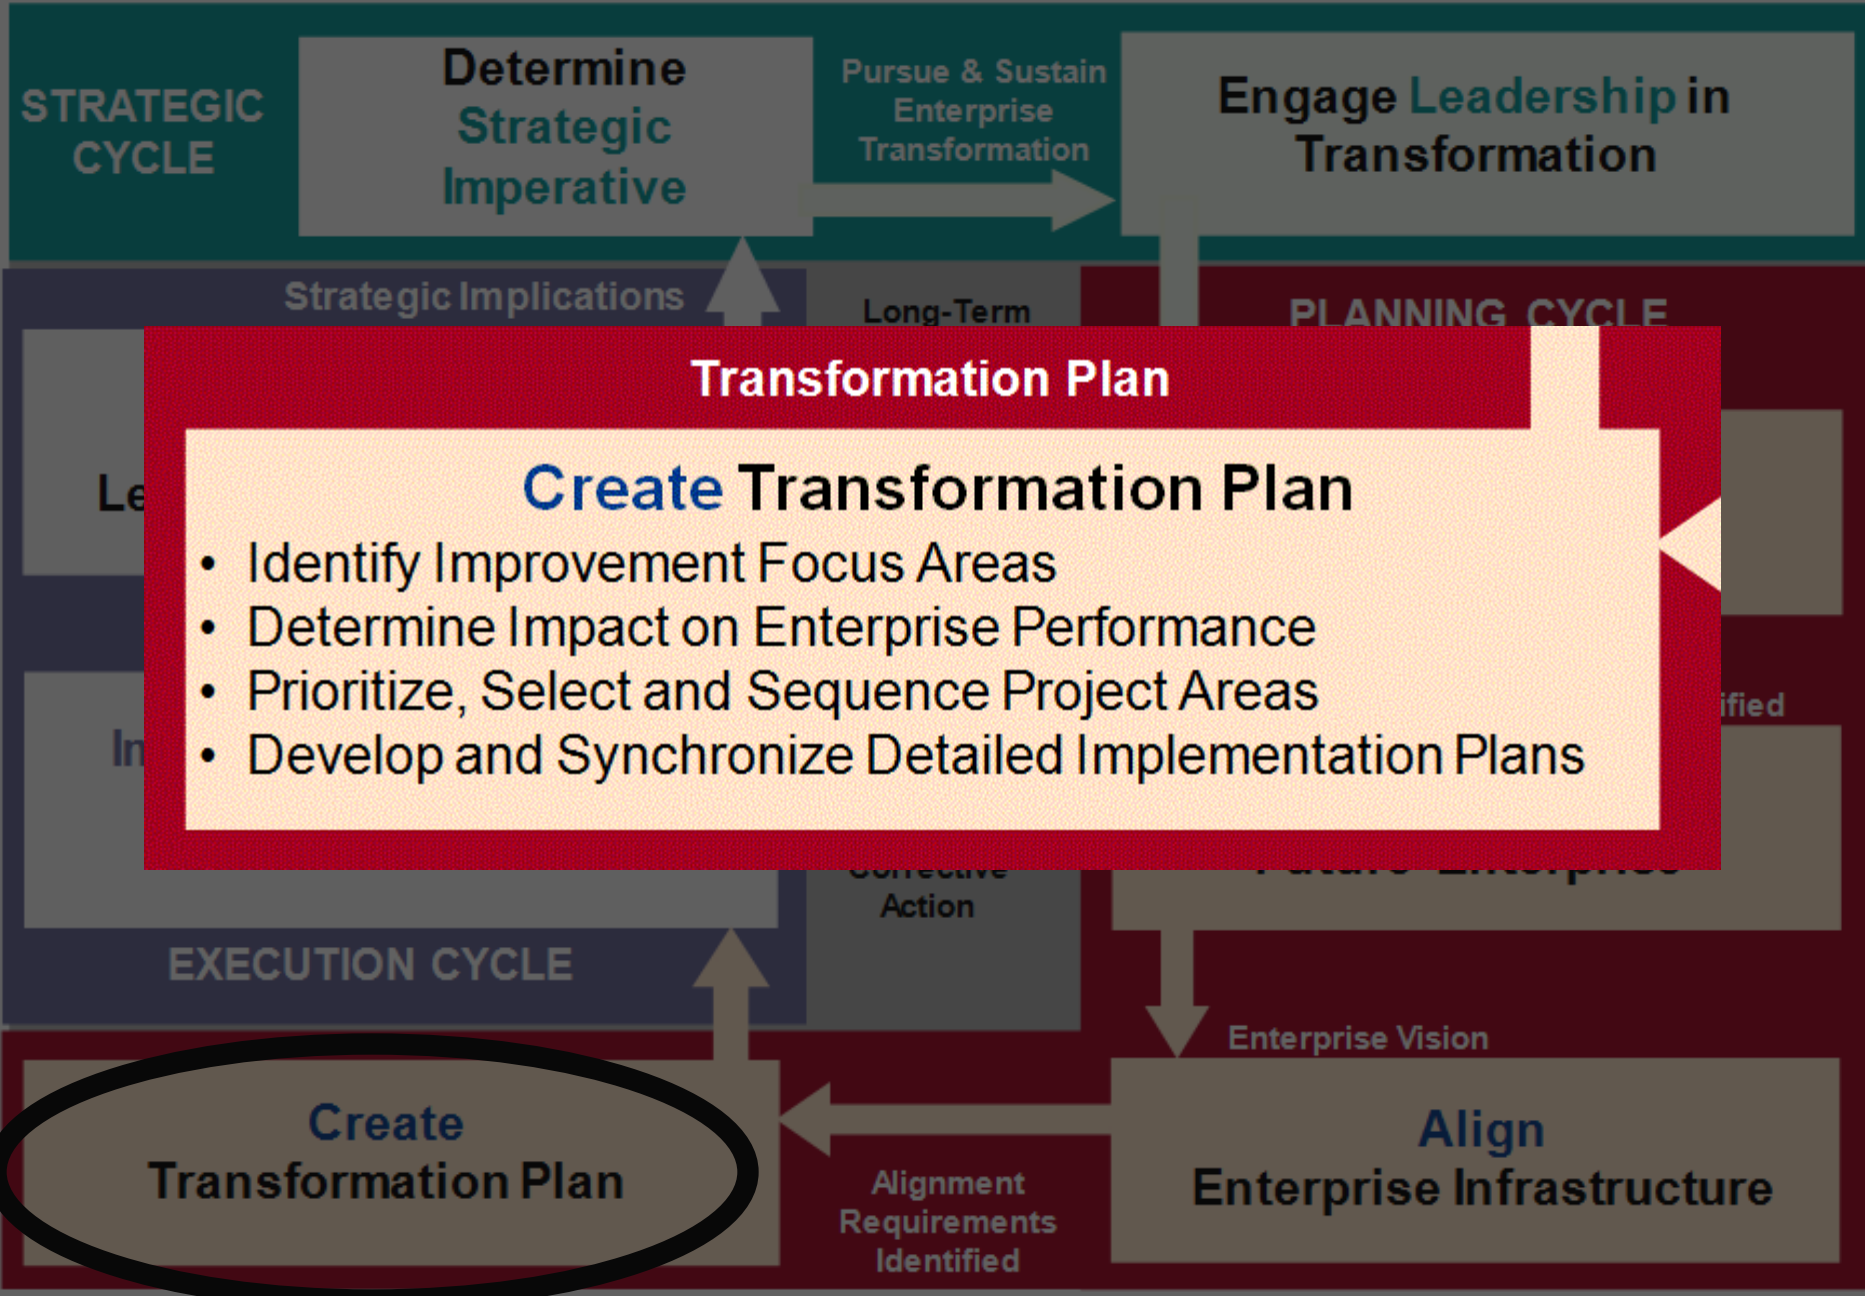 STRATEGIC
CYCLE
Determine
Strategic
Imperative
Pursue & Sustain
Enterprise
Transformation
Engage Leadership in
Transformation
Strategic Implications
Long-Term
PLANNING CYCLE
Transformation Plan
Create Transformation Plan
• Identify Improvement Focus Areas
• Determine Impact on Enterprise Performance
• Prioritize, Select and Sequence Project Areas
• Develop and Synchronize Detailed Implementation Plans
Corrective
Action
Future Enterprise
EXECUTION CYCLE
Enterprise Vision
Create
Transformation Plan
Alignment
Requirements
Identified
Align
Enterprise Infrastructure